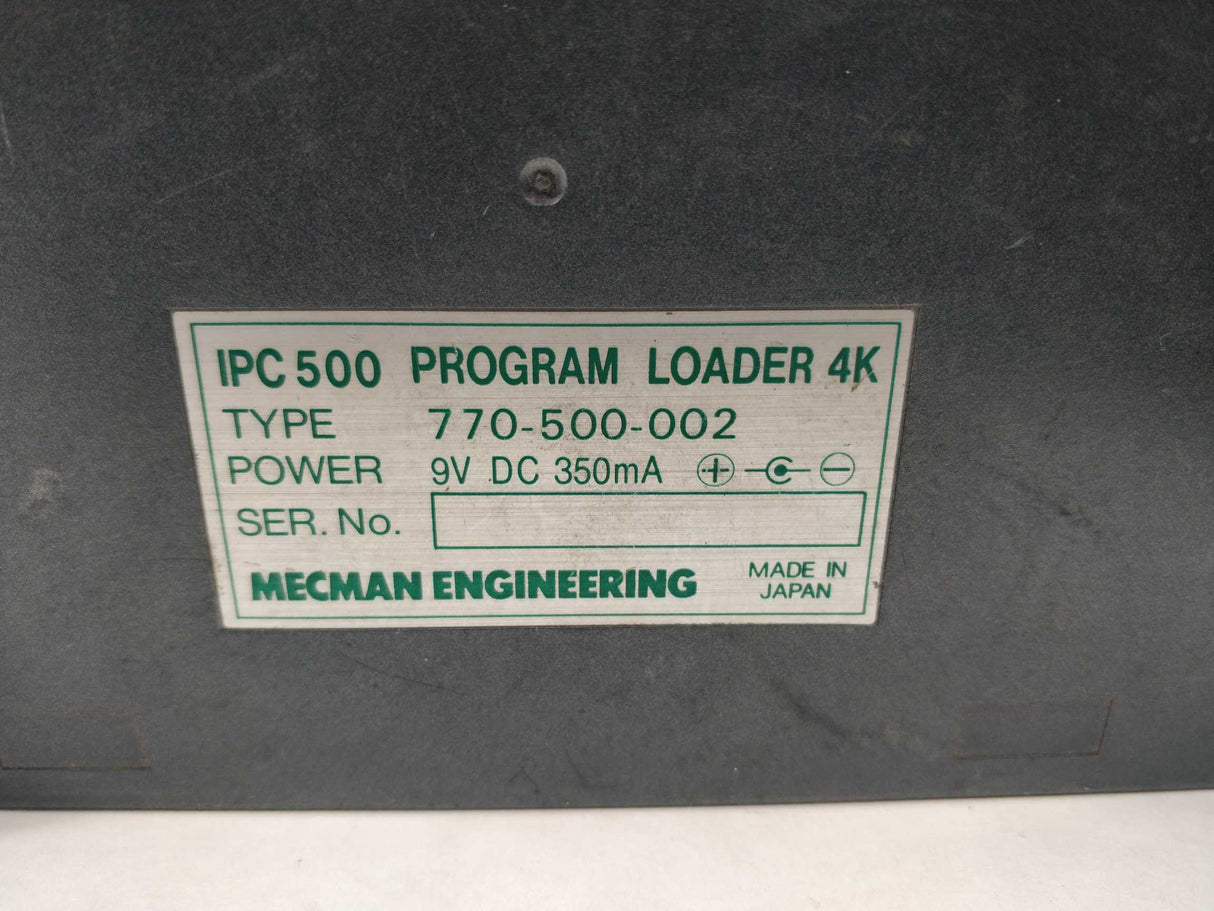 IPC 500 PROGRAM LOADER 4K
TYPE 770-500-002
POWER 9V DC 350mA
SER. No.
MECMAN ENGINEERING MADE IN JAPAN